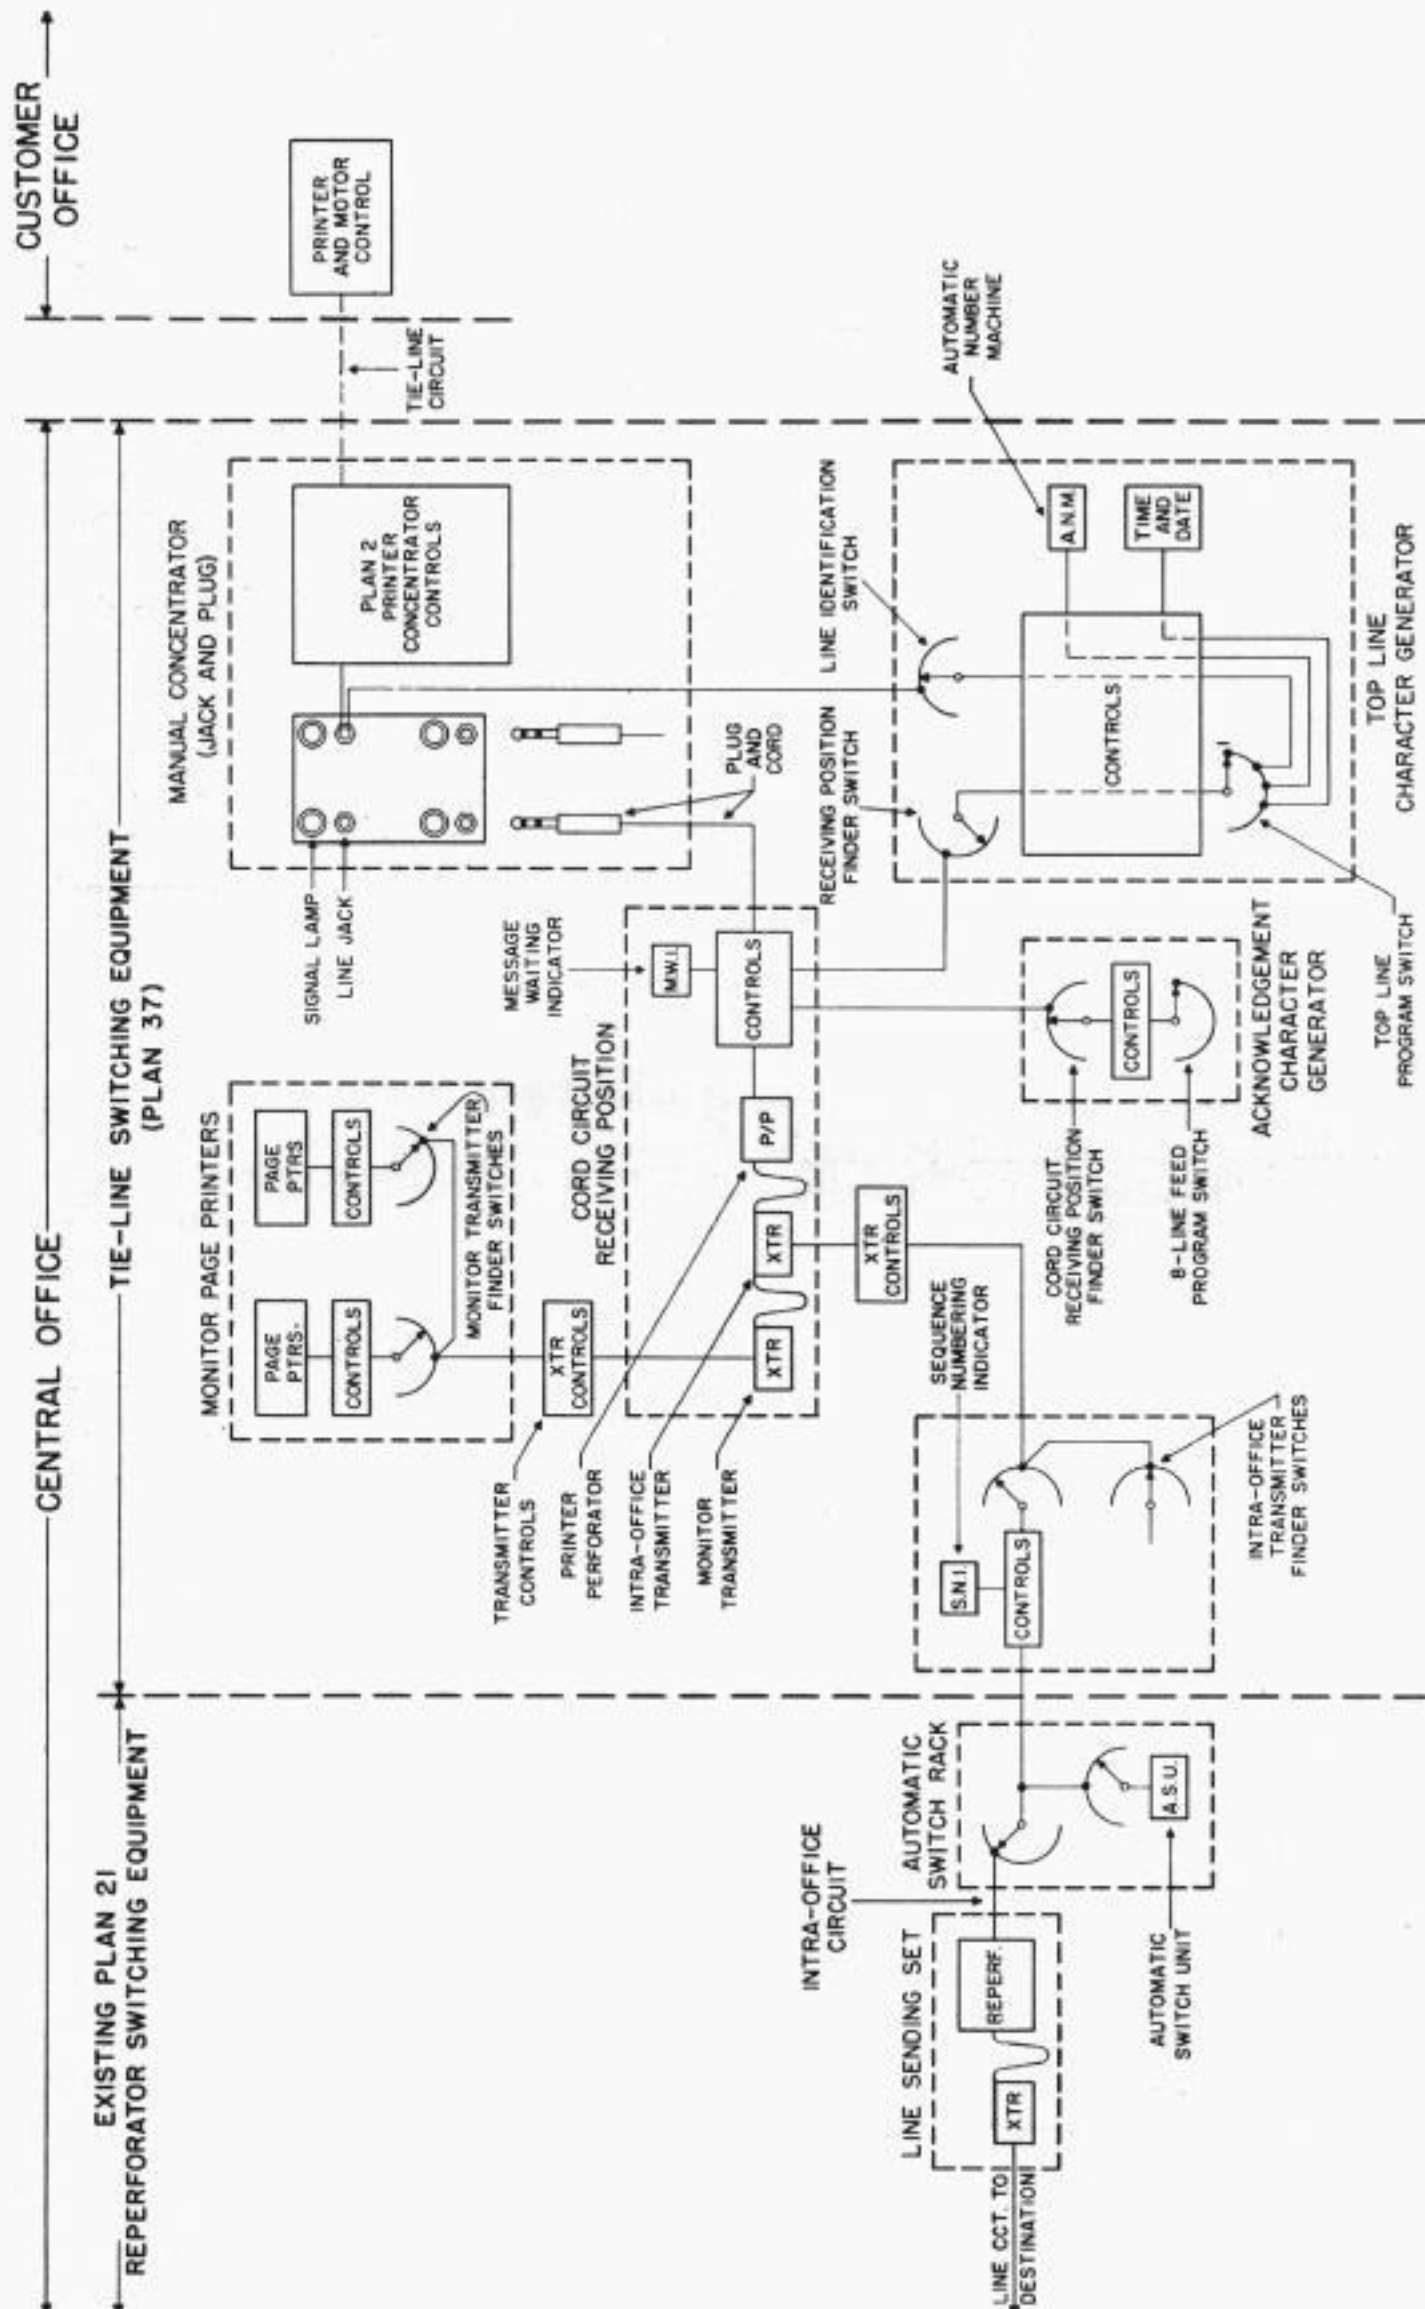 CENTRAL OFFICE
CUSTOMER
OFFICE
EXISTING PLAN 21
REPERFORATOR SWITCHING EQUIPMENT
TIE-LINE SWITCHING EQUIPMENT
(PLAN 37)
MONITOR PAGE PRINTERS
PAGE
PTRS-
CONTROLS
PAGE
PTRS
CONTROLS
MONITOR TRANSMITTER
FINDER SWITCHES
MANUAL CONCENTRATOR
(JACK AND PLUG)
SIGNAL LAMP
LINE JACK
PLAN 2
PRINTER
CONCENTRATOR
CONTROLS
PLUG
AND
CORD
TIE-LINE
CIRCUIT
PRINTER
AND MOTOR
CONTROL
TRANSMITTER
CONTROLS
PRINTER
PERFORATOR
INTRA-OFFICE
TRANSMITTER
MONITOR
TRANSMITTER
XTR
CONTROLS
CORD CIRCUIT
RECEIVING POSITION
MESSAGE
WAITING
INDICATOR
M.W.I.
XTR
XTR
P/P
CONTROLS
XTR
CONTROLS
RECEIVING POSITION
FINDER SWITCH
LINE IDENTIFICATION
SWITCH
AUTOMATIC
NUMBER
MACHINE
CONTROLS
A.N.M.
TIME
AND
DATE
TOP LINE
CHARACTER GENERATOR
TOP LINE
PROGRAM SWITCH
CONTROLS
ACKNOWLEDGEMENT
CHARACTER
GENERATOR
CORD CIRCUIT
RECEIVING POSITION
FINDER SWITCH
8-LINE FEED
PROGRAM SWITCH
SEQUENCE
NUMBERING
INDICATOR
S.N.I.
CONTROLS
INTRA-OFFICE
TRANSMITTER
FINDER SWITCHES
INTRA-OFFICE
CIRCUIT
AUTOMATIC
SWITCH RACK
A.S.U.
AUTOMATIC
SWITCH UNIT
LINE SENDING SET
XTR
REPERF.
LINE CCT. TO
DESTINATION